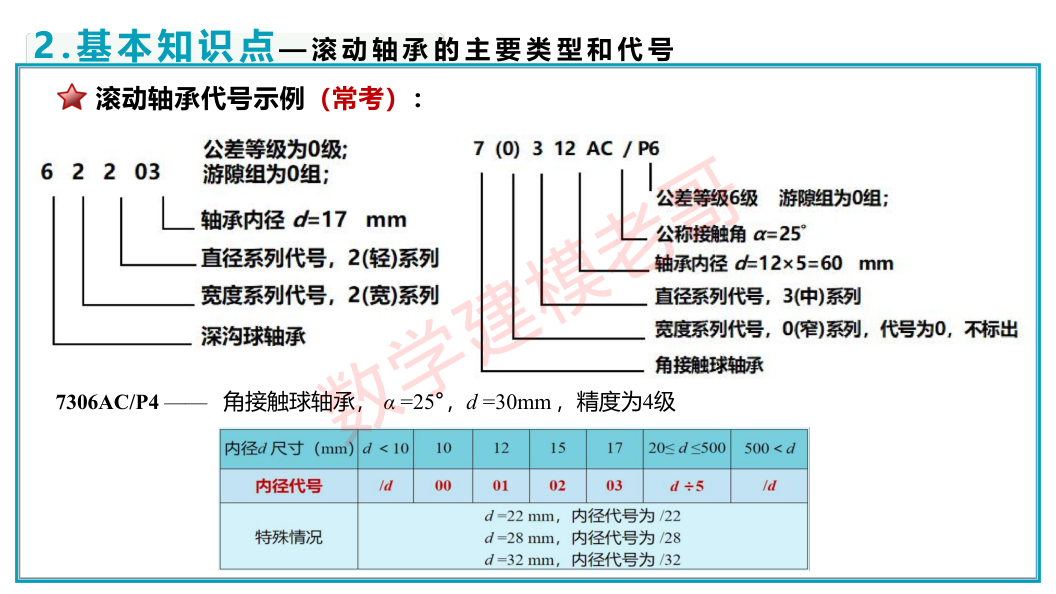 2.基本知识点—滚动轴承的主要类型和代号
滚动轴承代号示例（常考）:
6 2 2 03
公差等级为0级;
游隙组为0组;
轴承内径 d=17 mm
直径系列代号，2(轻)系列
宽度系列代号，2(宽)系列
深沟球轴承
7 (0) 3 12 AC / P6
公差等级6级 游隙组为0组;
公称接触角 α=25°
轴承内径 d=12×5=60 mm
直径系列代号，3(中)系列
宽度系列代号，0(窄)系列，代号为0，不标出
角接触球轴承
7306AC/P4 —— 角接触球轴承， α =25°，d =30mm ，精度为4级
内径d 尺寸（mm） d < 10 10 12 15 17 20≤ d ≤500 500 < d
内径代号 /d 00 01 02 03 d ÷5 /d
特殊情况
d =22 mm，内径代号为 /22
d =28 mm，内径代号为 /28
d =32 mm，内径代号为 /32
数学建模老哥